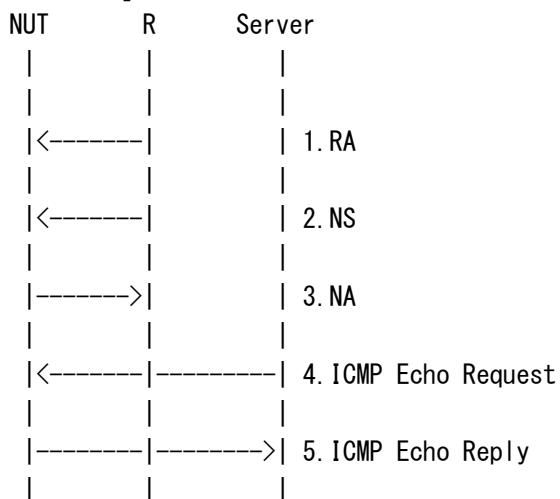 NUT R Server
| | |
| | |
|<-------| | 1.RA
| | |
|<-------| | 2.NS
| | |
|------->| | 3.NA
| | |
|<-------|---------| 4.ICMP Echo Request
| | |
|--------|-------->| 5.ICMP Echo Reply
| | |